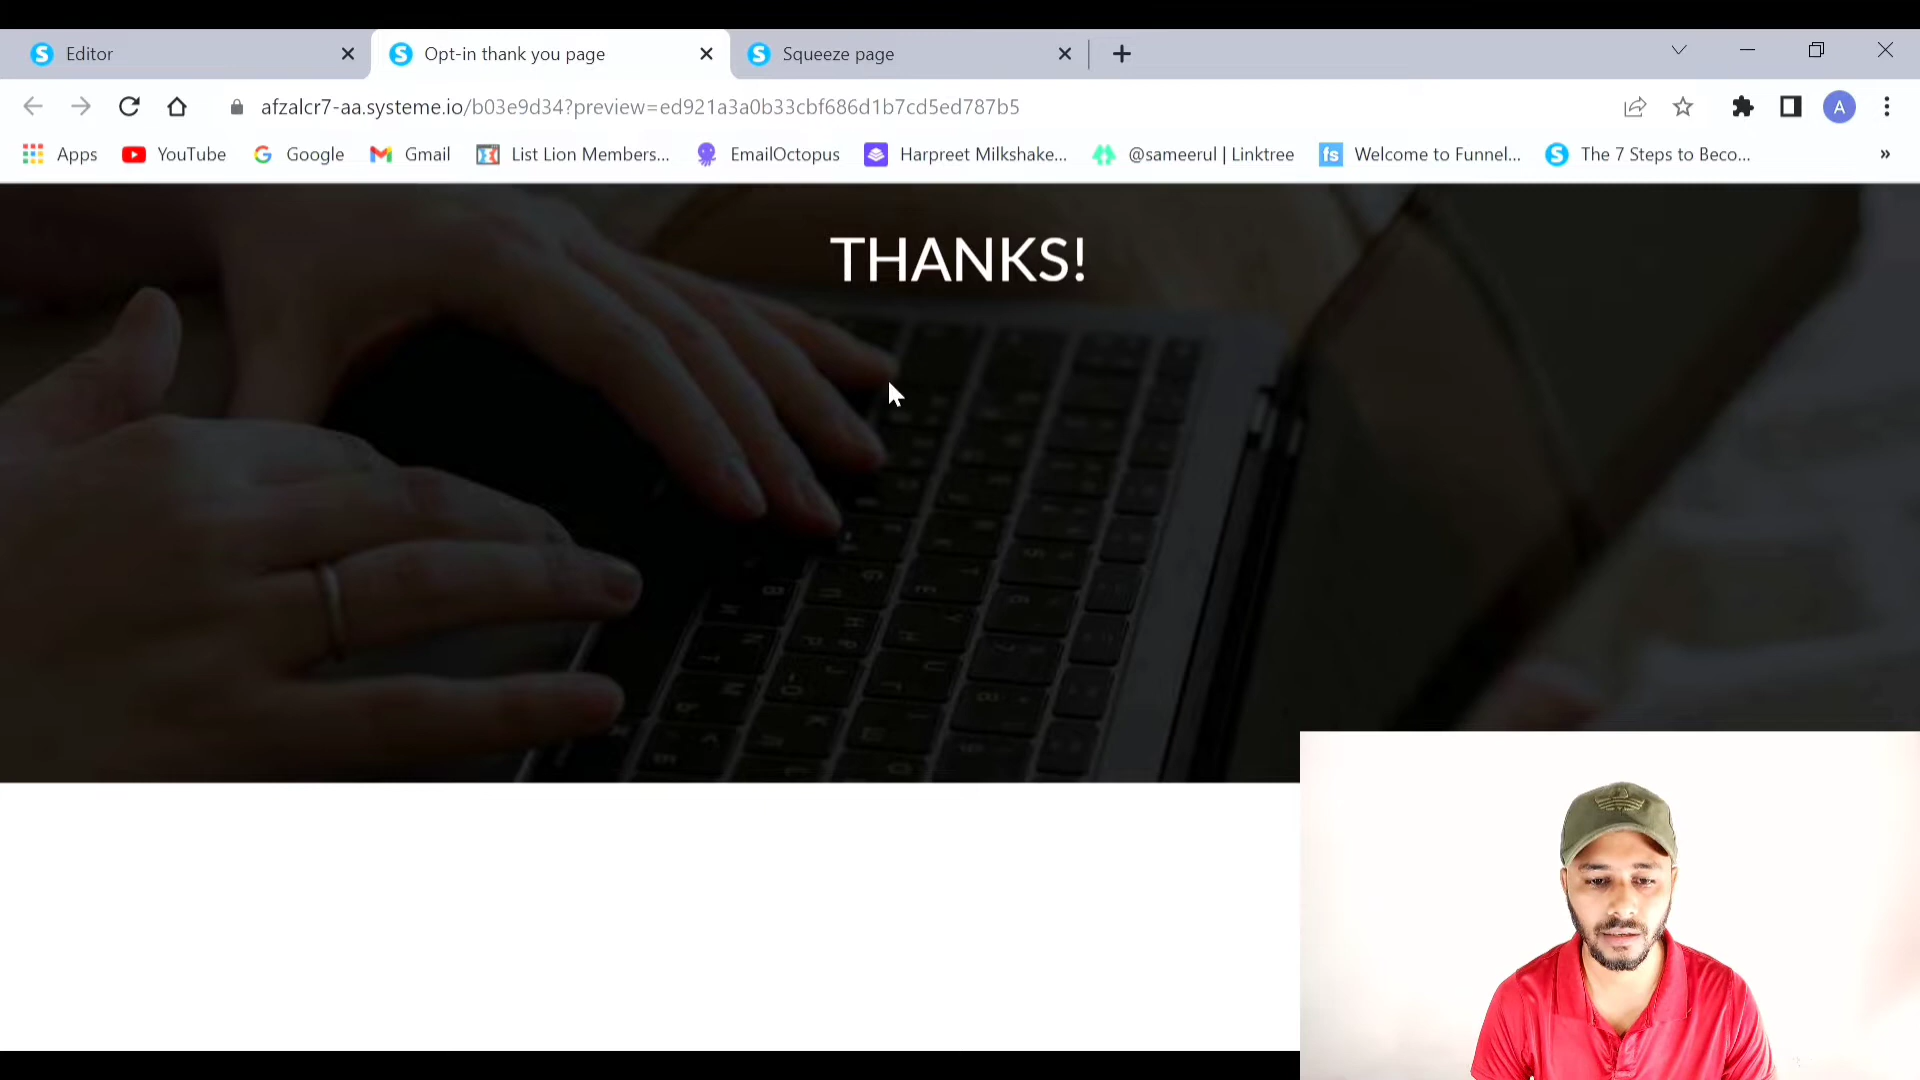 Editor
Opt-in thank you page
Squeeze page
afzalcr7-aa.systeme.io/b03e9d34?preview=ed921a3a0b33cbf686d1b7cd5ed787b5
A
Apps
YouTube
Google
Gmail
List Lion Members...
EmailOctopus
Harpreet Milkshake...
@sameerul | Linktree
fs
Welcome to Funnel...
The 7 Steps to Beco...
THANKS!